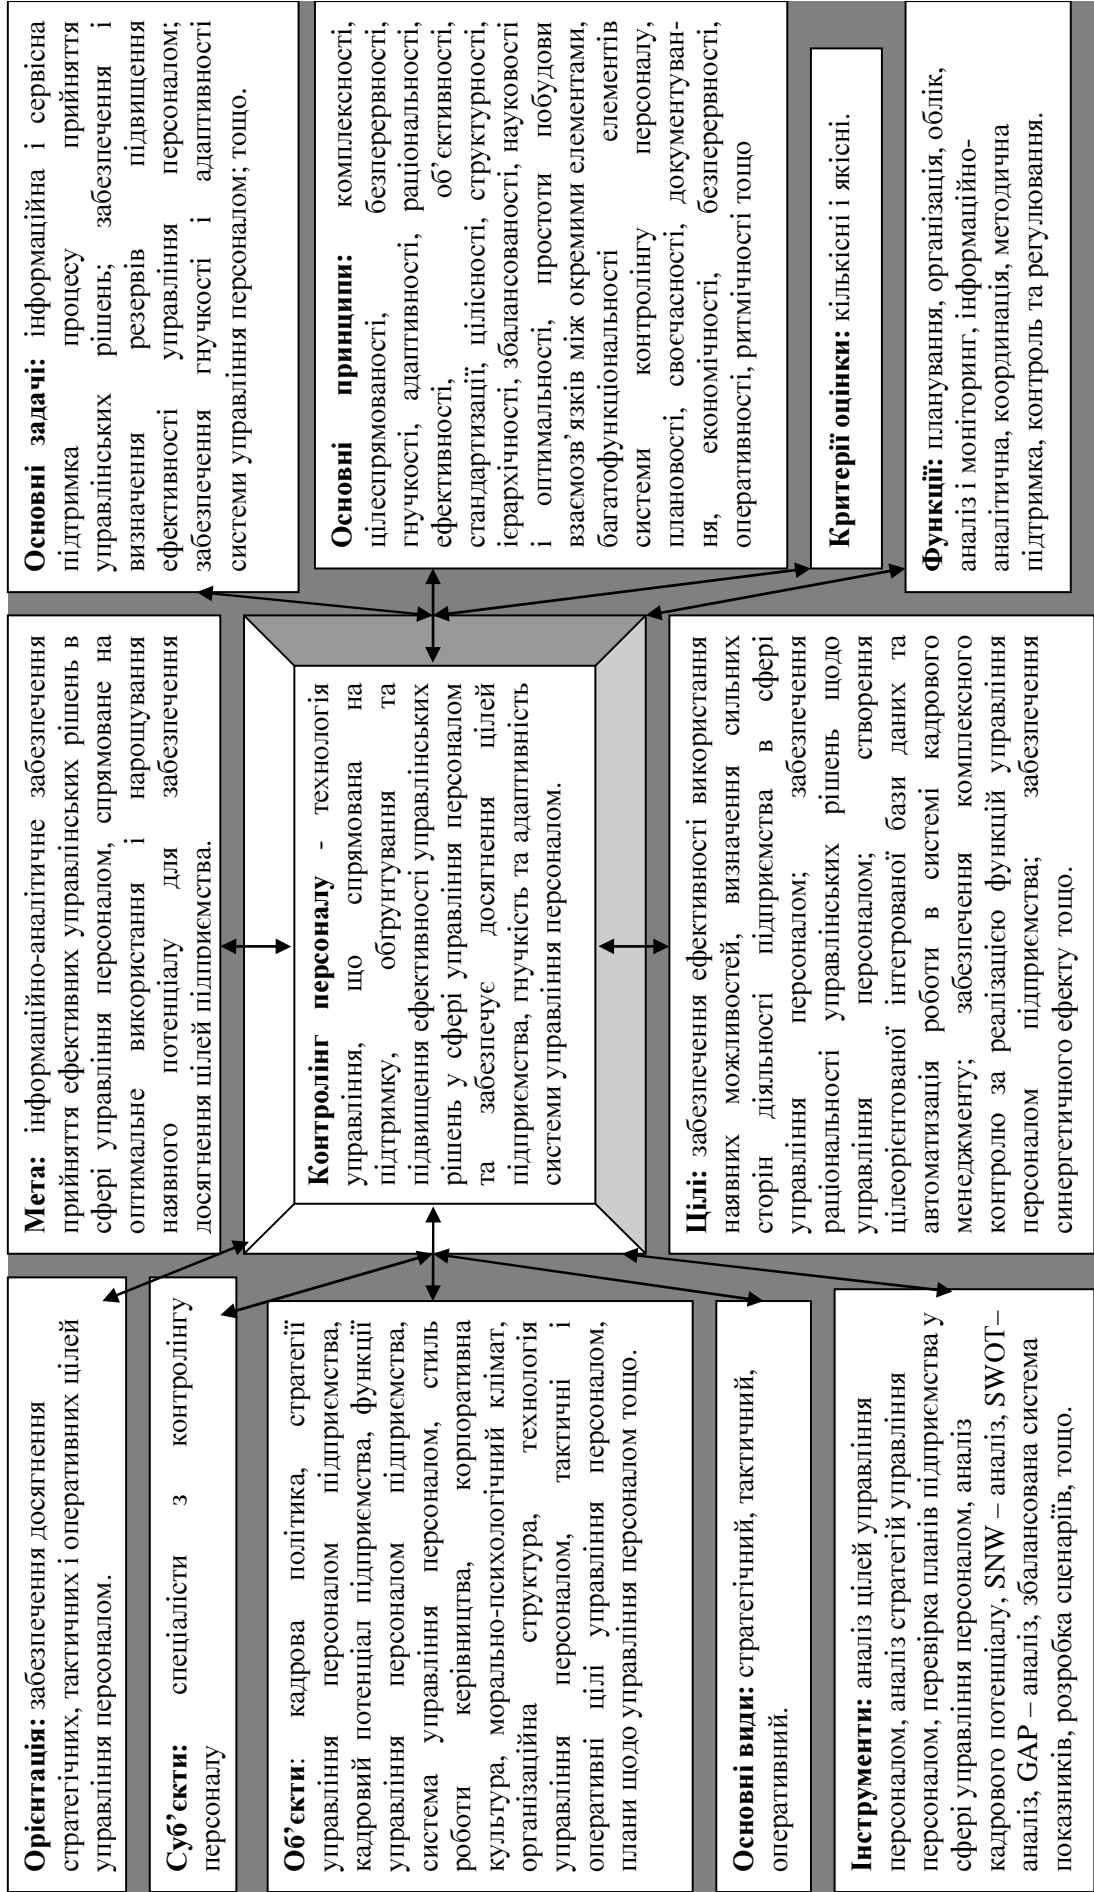 Орієнтація: забезпечення досягнення
стратегічних, тактичних і оперативних цілей
управління персоналом.
Суб’єкти: спеціалісти з контролінгу
персоналу
Об’єкти: кадрова політика, стратегії
управління персоналом підприємства,
кадровий потенціал підприємства, функції
управління персоналом підприємства,
система управління персоналом, стиль
роботи керівництва, корпоративна
культура, морально-психологічний клімат,
організаційна структура, технологія
управління персоналом, тактичні і
оперативні цілі управління персоналом,
плани щодо управління персоналом тощо.
Основні види: стратегічний, тактичний,
оперативний.
Інструменти: аналіз цілей управління
персоналом, аналіз стратегій управління
персоналом, перевірка планів підприємства у
сфері управління персоналом, аналіз
кадрового потенціалу, SNW – аналіз, SWOT–
аналіз, GAP – аналіз, збалансована система
показників, розробка сценаріїв, тощо.
Мета: інформаційно-аналітичне забезпечення
прийняття ефективних управлінських рішень в
сфері управління персоналом, спрямоване на
оптимальне використання і нарощування
наявного потенціалу для забезпечення
досягнення цілей підприємства.
Контролінг персоналу - технологія
управління, що спрямована на
підтримку, обґрунтування та
підвищення ефективності управлінських
рішень у сфері управління персоналом
та забезпечує досягнення цілей
підприємства, гнучкість та адаптивність
системи управління персоналом.
Цілі: забезпечення ефективності використання
наявних можливостей, визначення сильних
сторін діяльності підприємства в сфері
управління персоналом; забезпечення
раціональності управлінських рішень щодо
управління персоналом; створення
цілеорієнтованої інтегрованої бази даних та
автоматизація роботи в системі кадрового
менеджменту; забезпечення комплексного
контролю за реалізацією функцій управління
персоналом підприємства; забезпечення
синергетичного ефекту тощо.
Основні задачі: інформаційна і сервісна
підтримка процесу прийняття
управлінських рішень; забезпечення і
визначення резервів підвищення
ефективності управління персоналом;
забезпечення гнучкості і адаптивності
системи управління персоналом; тощо.
Основні принципи: комплексності,
цілеспрямованості, безперервності,
гнучкості, адаптивності, раціональності,
ефективності, об’єктивності,
стандартизації, цілісності, структурності,
ієрархічності, збалансованості, науковості
і оптимальності, простоти побудови
взаємозв’язків між окремими елементами,
багатофункціональності елементів
системи контролінгу персоналу,
плановості, своєчасності, документуван-
ня, економічності, безперервності,
оперативності, ритмічності тощо
Критерії оцінки: кількісні і якісні.
Функції: планування, організація, облік,
аналіз і моніторинг, інформаційно-
аналітична, координація, методична
підтримка, контроль та регулювання.